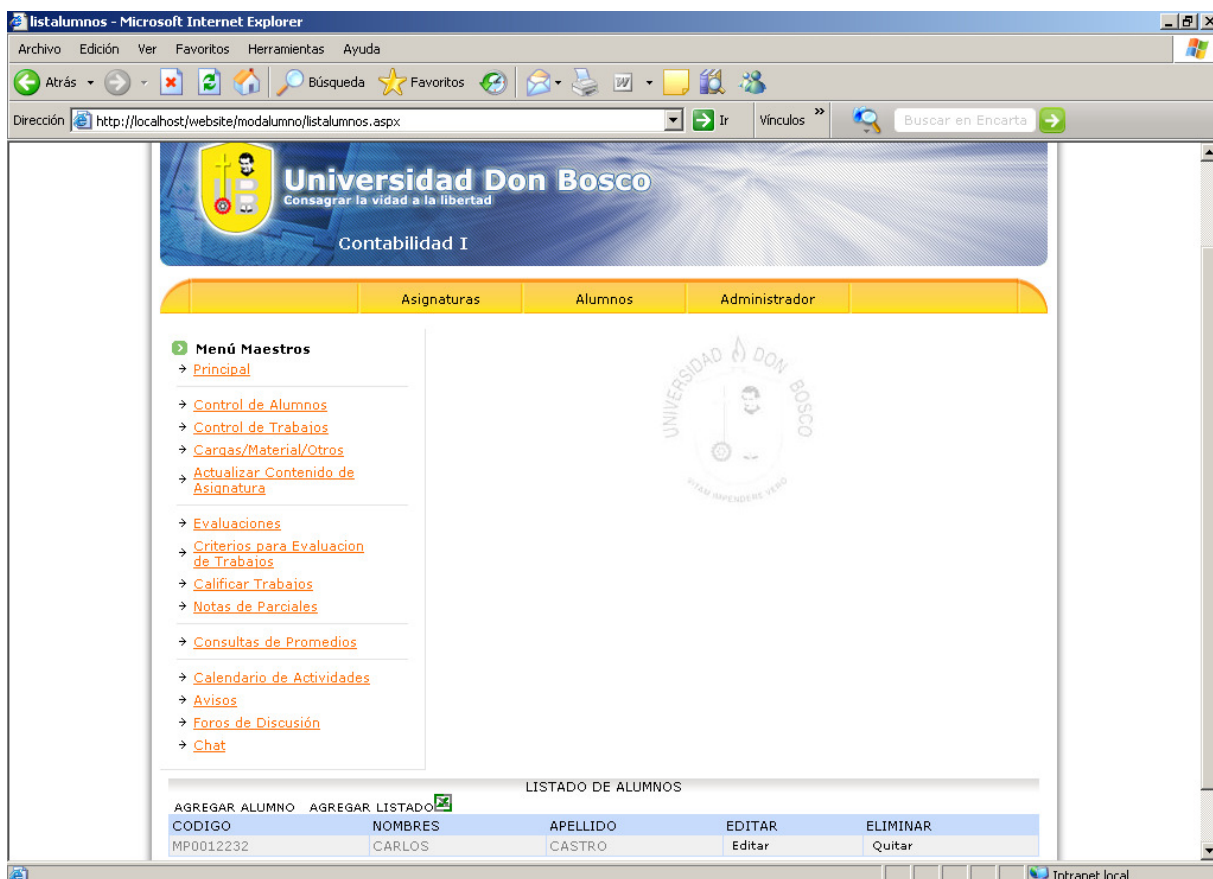 listalumnos - Microsoft Internet Explorer
Archivo Edición Ver Favoritos Herramientas Ayuda
Atrás Búsqueda Favoritos
Dirección http://localhost/website/modalumno/listalumnos.aspx Ir Vínculos » Buscar en Encarta
Universidad Don Bosco
Consagrar la vidad a la libertad
Contabilidad I
Asignaturas Alumnos Administrador
Menú Maestros
Principal
Control de Alumnos
Control de Trabajos
Cargas/Material/Otros
Actualizar Contenido de
Asignatura
Evaluaciones
Criterios para Evaluacion
de Trabajos
Calificar Trabajos
Notas de Parciales
Consultas de Promedios
Calendario de Actividades
Avisos
Foros de Discusión
Chat
UNIVERSIDAD DON BOSCO
VITAM IMPENDERE VERO
LISTADO DE ALUMNOS
AGREGAR ALUMNO AGREGAR LISTADO
CODIGO NOMBRES APELLIDO EDITAR ELIMINAR
MP0012232 CARLOS CASTRO Editar Quitar
Intranet local